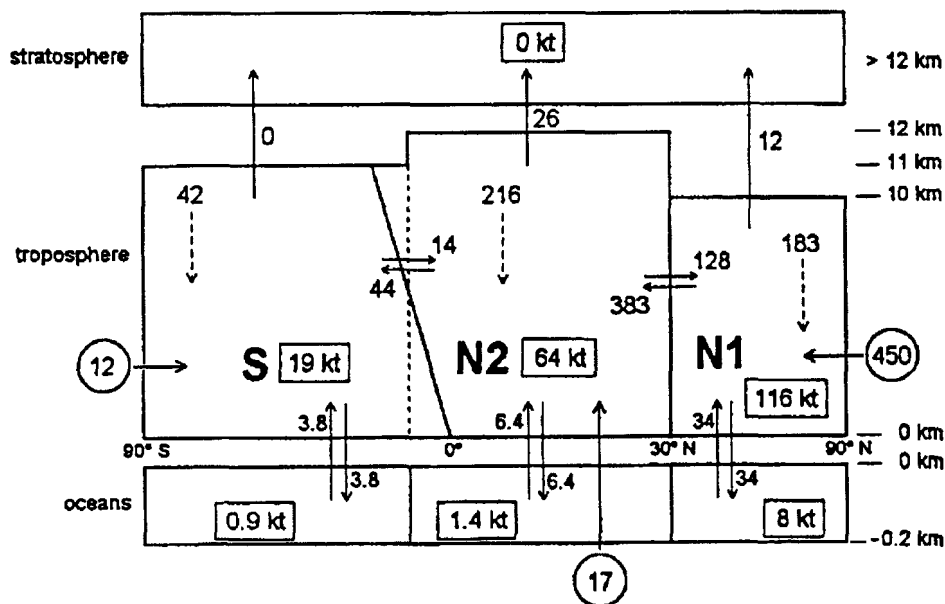 stratosphere 0 kt > 12 km
0 26 12 12 km
11 km
10 km
42 216 183
troposphere 14 128
44 383
12 S 19 kt N2 64 kt N1 450
116 kt
3.8 6.4 34 0 km
90° S 0° 30° N 90° N
0 km
3.8 6.4 34
oceans 0.9 kt 1.4 kt 8 kt
-0.2 km
17